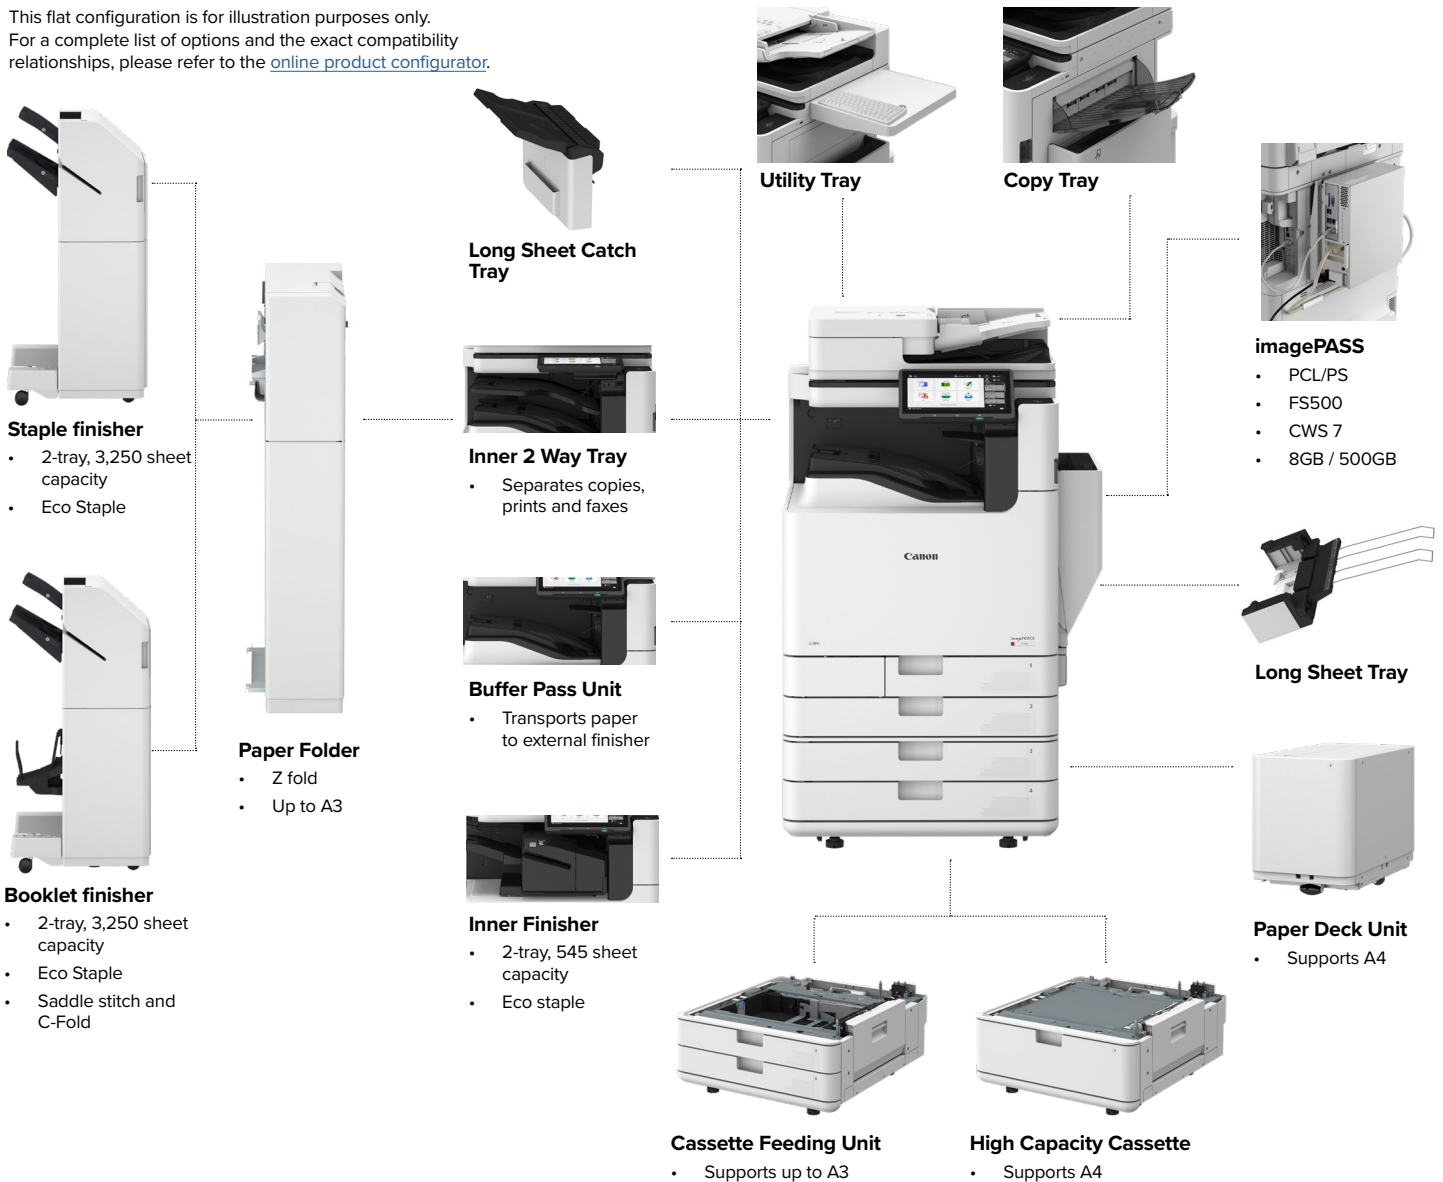 This flat configuration is for illustration purposes only.
For a complete list of options and the exact compatibility
relationships, please refer to the online product configurator.
Utility Tray
Copy Tray
Long Sheet Catch
Tray
imagePASS
• PCL/PS
• FS500
• CWS 7
• 8GB / 500GB
Staple finisher
• 2-tray, 3,250 sheet
capacity
• Eco Staple
Inner 2 Way Tray
• Separates copies,
prints and faxes
Canon
1
2
3
4
Long Sheet Tray
Buffer Pass Unit
• Transports paper
to external finisher
Paper Folder
• Z fold
• Up to A3
Booklet finisher
• 2-tray, 3,250 sheet
capacity
• Eco Staple
• Saddle stitch and
C-Fold
Inner Finisher
• 2-tray, 545 sheet
capacity
• Eco staple
Paper Deck Unit
• Supports A4
Cassette Feeding Unit
• Supports up to A3
High Capacity Cassette
• Supports A4